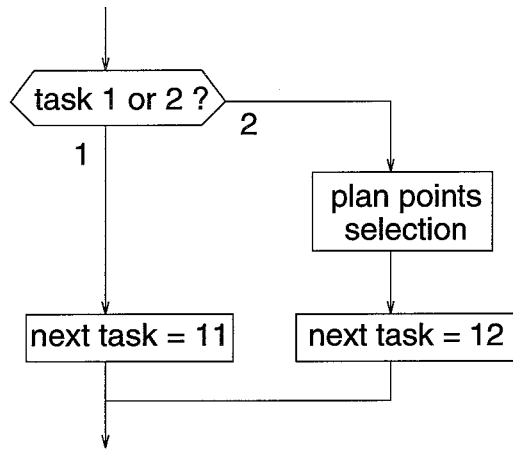 task 1 or 2 ?
2
1
plan points
selection
next task = 11
next task = 12